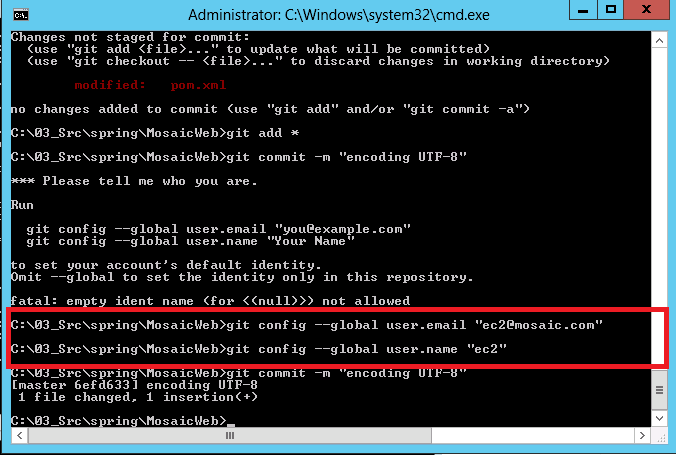 Administrator: C:\Windows\system32\cmd.exe
Changes not staged for commit:
  (use "git add <file>..." to update what will be committed)
  (use "git checkout -- <file>..." to discard changes in working directory)
        modified:   pom.xml
no changes added to commit (use "git add" and/or "git commit -a")
C:\03_Src\spring\MosaicWeb>git add *
C:\03_Src\spring\MosaicWeb>git commit -m "encoding UTF-8"
*** Please tell me who you are.
Run
  git config --global user.email "you@example.com"
  git config --global user.name "Your Name"
to set your account's default identity.
Omit --global to set the identity only in this repository.
fatal: empty ident name (for <(null)>) not allowed
C:\03_Src\spring\MosaicWeb>git config --global user.email "ec2@mosaic.com"
C:\03_Src\spring\MosaicWeb>git config --global user.name "ec2"
C:\03_Src\spring\MosaicWeb>git commit -m "encoding UTF-8"
[master 6efd633] encoding UTF-8
 1 file changed, 1 insertion(+)
C:\03_Src\spring\MosaicWeb>